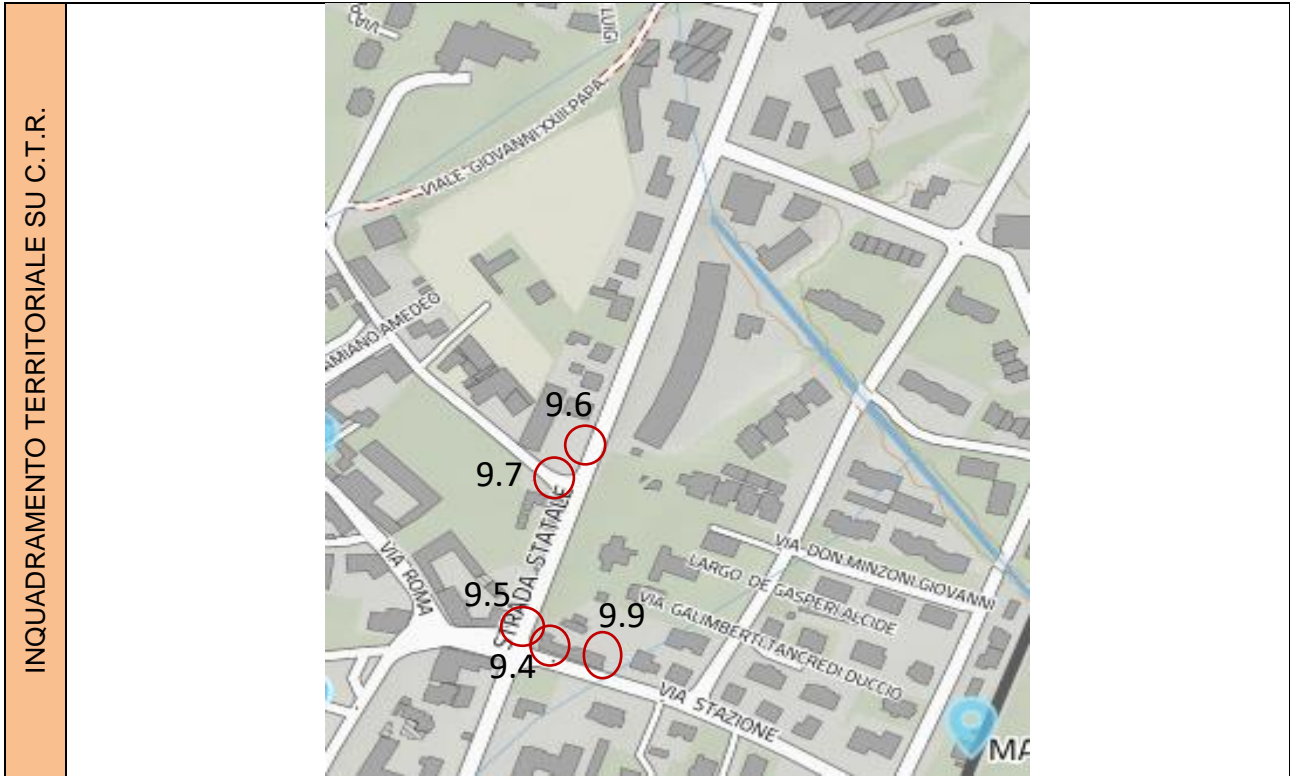 INQUADRAMENTO TERRITORIALE SU C.T.R.
VIA
LUIGI
VIALE GIOVANNI XXIII PAPA
AMIANO AMEDEO
9.6
9.7
STRADA STATALE
VIA ROMA
9.5
9.4
9.9
VIA DON MINZONI GIOVANNI
LARGO DE GASPERI ALCIDE
VIA GALIMBERTI TANCREDI DUCCIO
VIA STAZIONE
MA